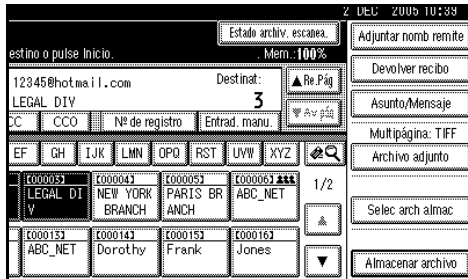 2 DEC 2005 10:39
Estado archiv. escanea.
Adjuntar nomb remite
estino o pulse Inicio.
Mem.:100%
Devolver recibo
12345@hotmail.com
Destinat:
▲Re.Pág
LEGAL DIV
3
▼Av pág
Asunto/Mensaje
CC
CCO
Nº de registro
Entrad. manu.
Multipágina: TIFF
EF
GH
IJK
LMN
OPQ
RST
UVW
XYZ
Archivo adjunto
[00003]
LEGAL DI
V
[00004]
NEW YORK
BRANCH
[00005]
PARIS BR
ANCH
[00006]
ABC_NET
1/2
Selec arch almac
[00013]
ABC_NET
[00014]
Dorothy
[00015]
Frank
[00016]
Jones
▼
Almacenar archivo